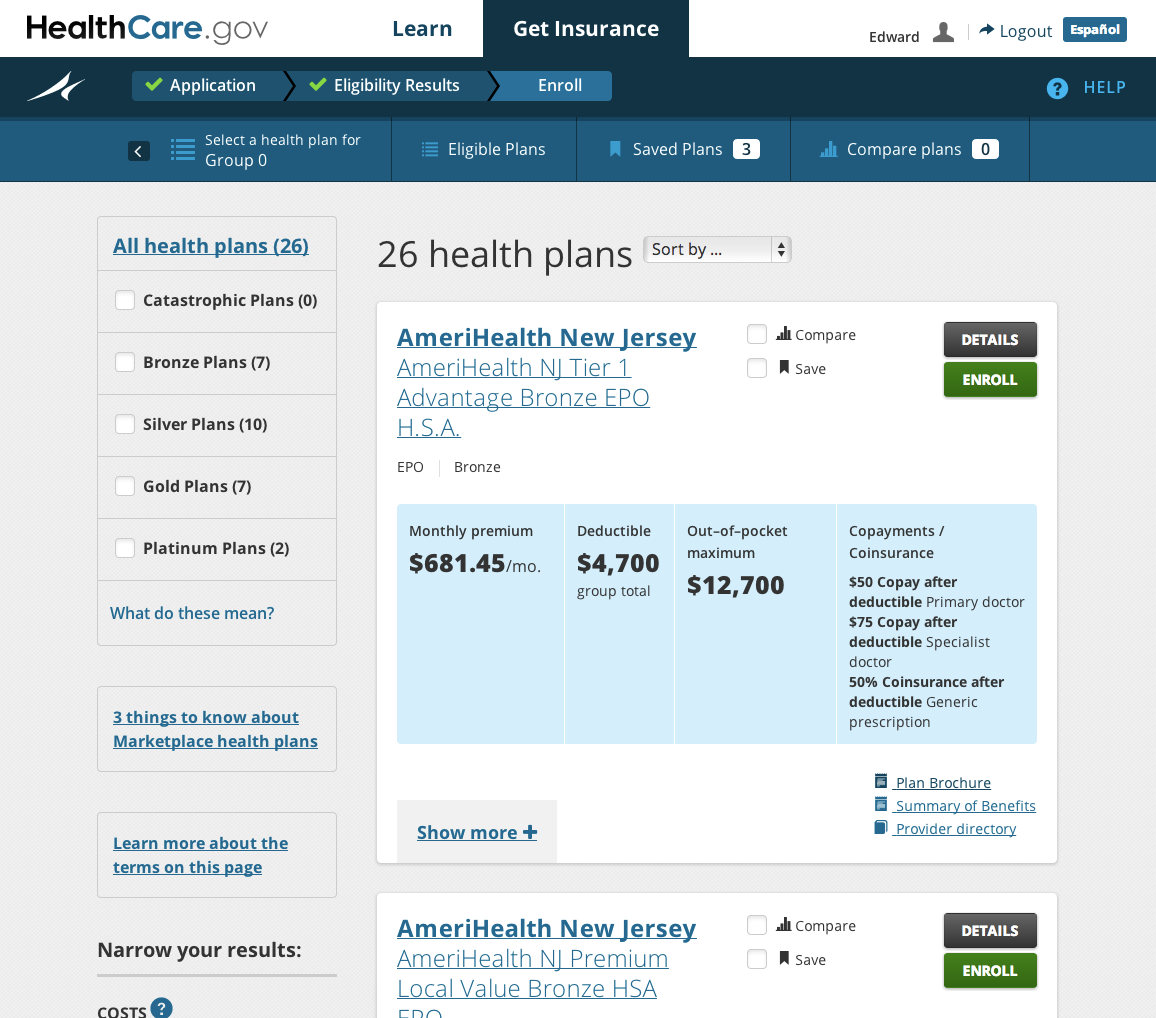 HealthCare.gov
Learn
Get Insurance
Edward
Logout
Español
Application
Eligibility Results
Enroll
? HELP
Select a health plan for
Group 0
Eligible Plans
Saved Plans 3
Compare plans 0
All health plans (26)
Catastrophic Plans (0)
Bronze Plans (7)
Silver Plans (10)
Gold Plans (7)
Platinum Plans (2)
What do these mean?
3 things to know about
Marketplace health plans
Learn more about the
terms on this page
Narrow your results:
COSTS ?
26 health plans
Sort by ...
AmeriHealth New Jersey
AmeriHealth NJ Tier 1
Advantage Bronze EPO
H.S.A.
EPO
Bronze
Compare
Save
DETAILS
ENROLL
Monthly premium
$681.45/mo.
Deductible
$4,700
group total
Out–of–pocket
maximum
$12,700
Copayments /
Coinsurance
$50 Copay after
deductible Primary doctor
$75 Copay after
deductible Specialist
doctor
50% Coinsurance after
deductible Generic
prescription
Show more
Plan Brochure
Summary of Benefits
Provider directory
AmeriHealth New Jersey
AmeriHealth NJ Premium
Local Value Bronze HSA
EPO
Compare
Save
DETAILS
ENROLL